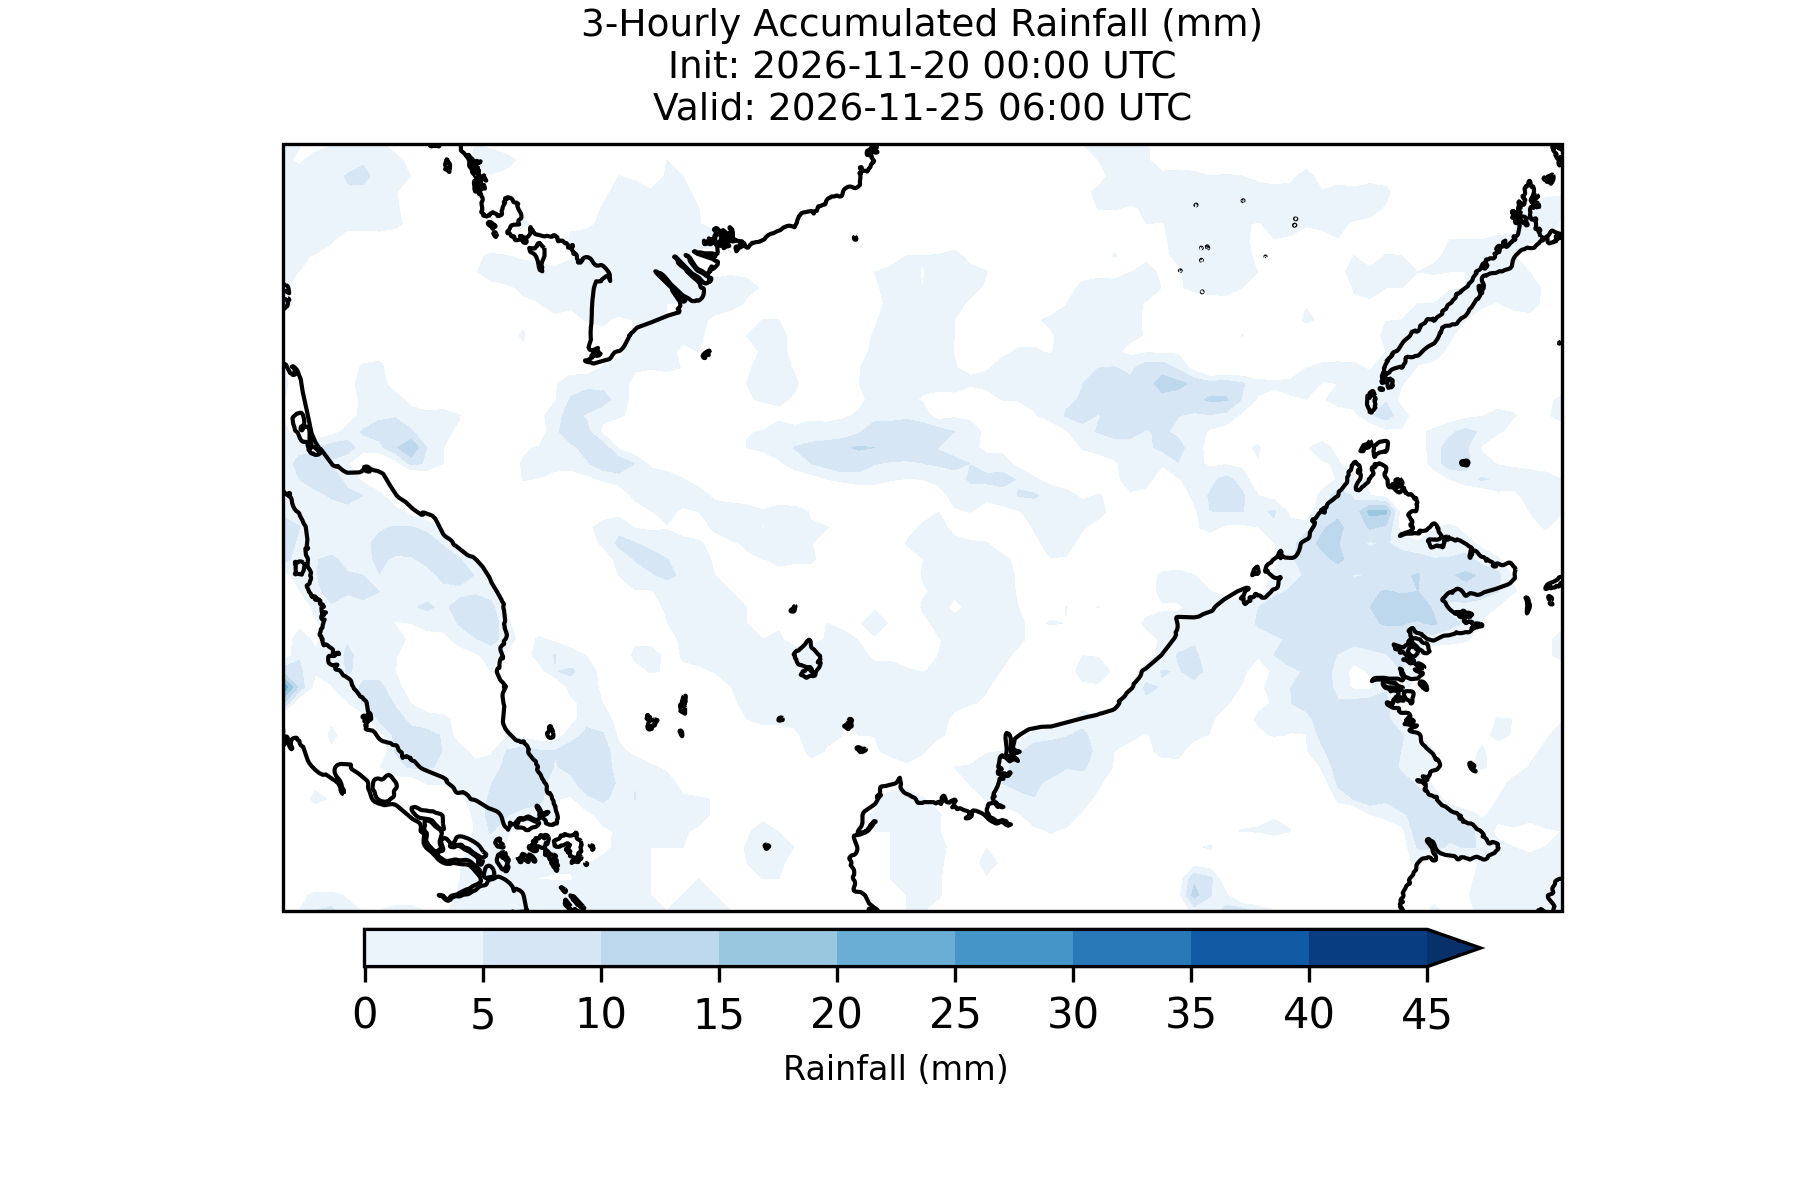 3-Hourly Accumulated Rainfall (mm)
Init: 2026-11-20 00:00 UTC
Valid: 2026-11-25 06:00 UTC
0 5 10 15 20 25 30 35 40 45
Rainfall (mm)